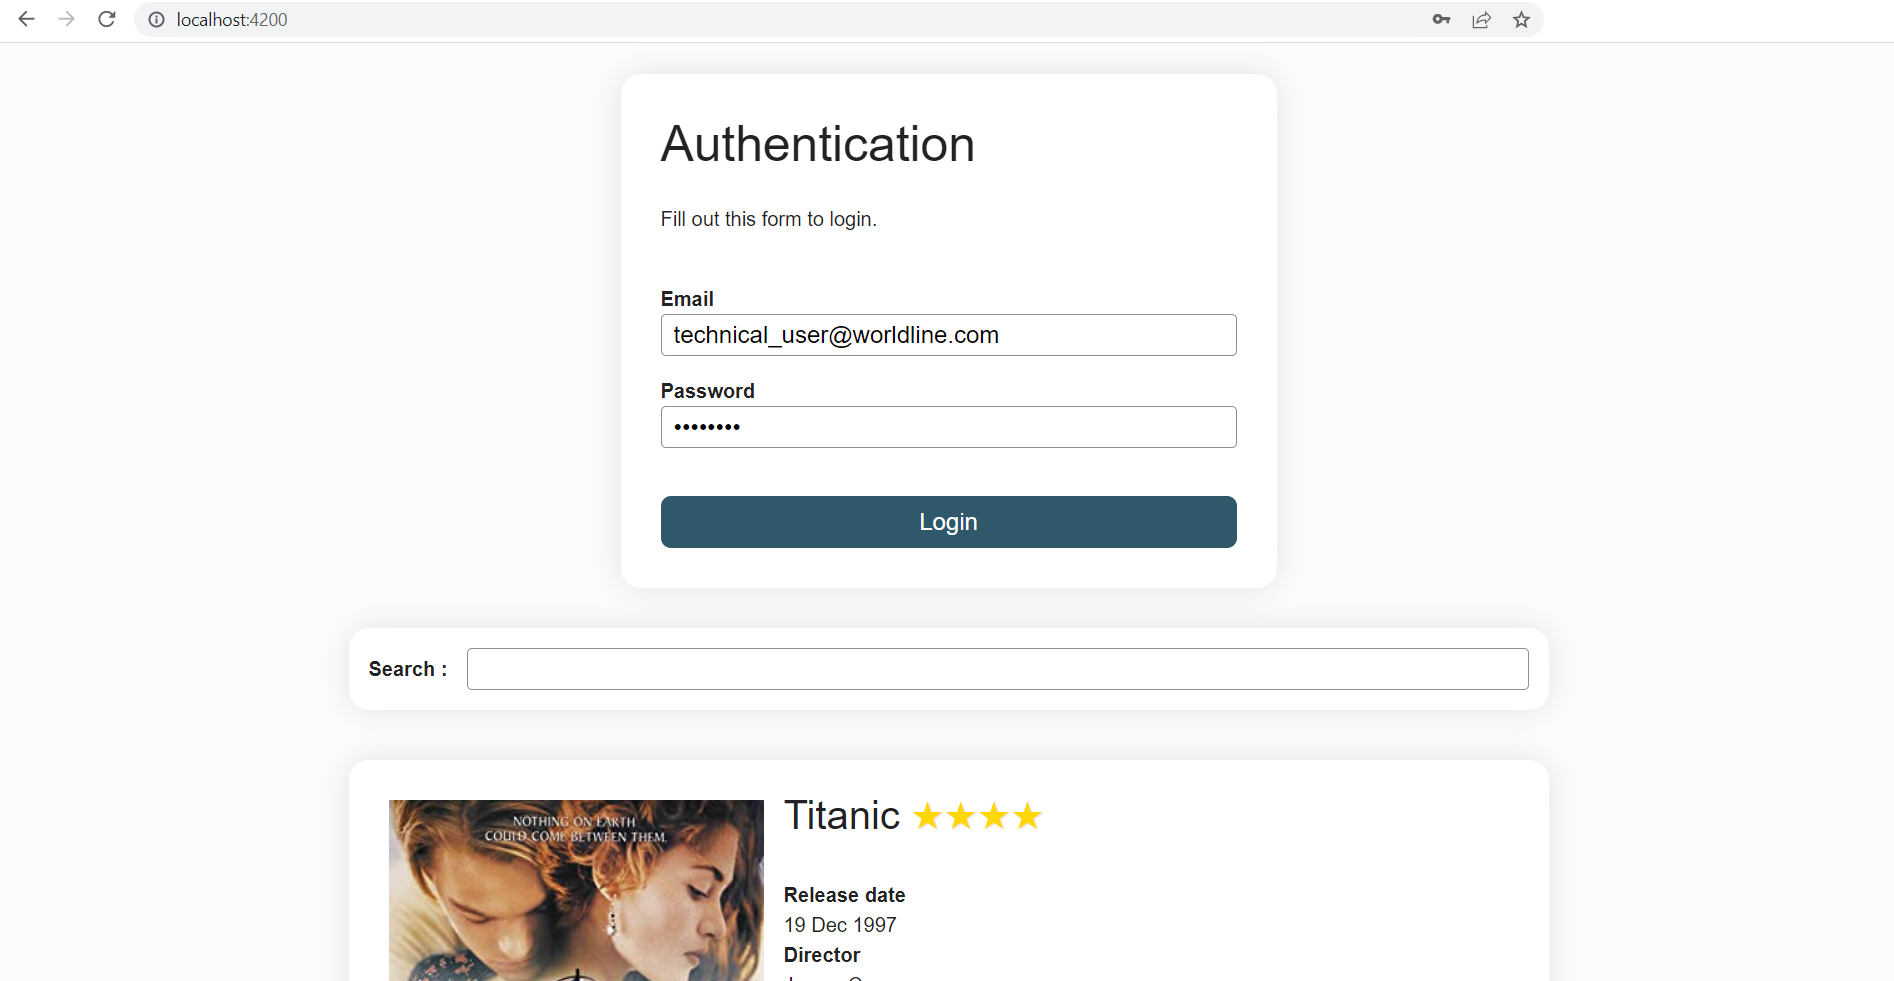 localhost:4200
Authentication
Fill out this form to login.
Email
technical_user@worldline.com
Password
••••••••
Login
Search :
NOTHING ON EARTH
COULD COME BETWEEN THEM.
Titanic ★★★★
Release date
19 Dec 1997
Director